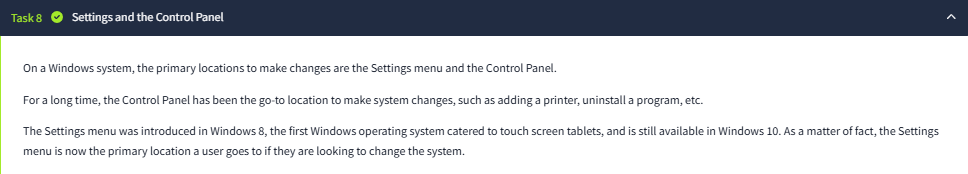 Task 8 Settings and the Control Panel
On a Windows system, the primary locations to make changes are the Settings menu and the Control Panel.
For a long time, the Control Panel has been the go-to location to make system changes, such as adding a printer, uninstall a program, etc.
The Settings menu was introduced in Windows 8, the first Windows operating system catered to touch screen tablets, and is still available in Windows 10. As a matter of fact, the Settings
menu is now the primary location a user goes to if they are looking to change the system.